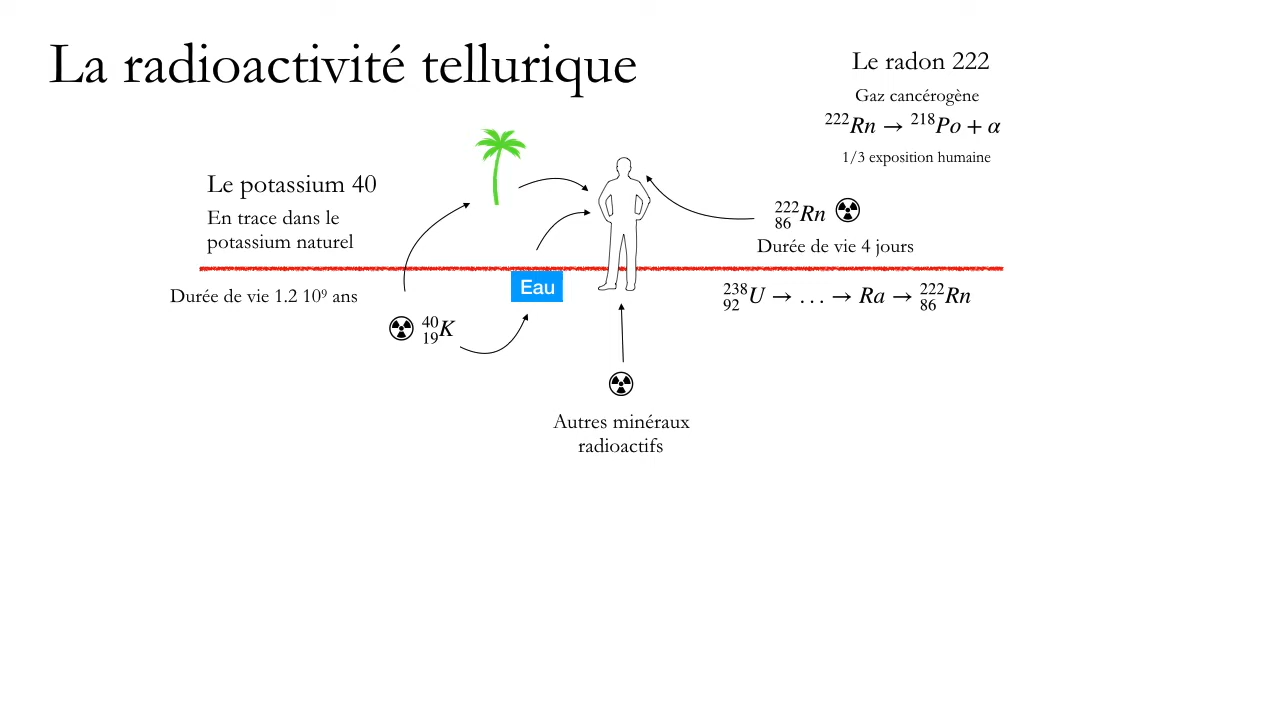 La radioactivité tellurique
Le radon 222
Gaz cancérogène
²²²Rn → ²¹⁸Po + α
1/3 exposition humaine
Le potassium 40
En trace dans le
potassium naturel
²²²₈₆Rn ☢
Durée de vie 4 jours
Durée de vie 1.2 10⁹ ans
Eau
²³⁸₉₂U → . . . → Ra → ²²²₈₆Rn
☢ ⁴⁰₁₉K
☢
Autres minéraux
radioactifs